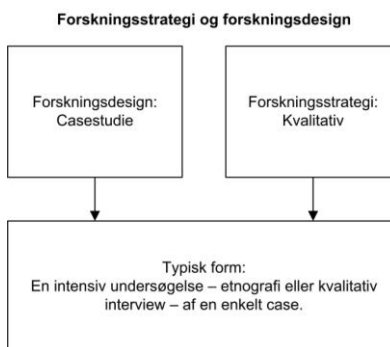 Forskningsstrategi og forskningsdesign
Forskningsdesign:
Casestudie
Forskningsstrategi:
Kvalitativ
Typisk form:
En intensiv undersøgelse – etnografi eller kvalitativ
interview – af en enkelt case.